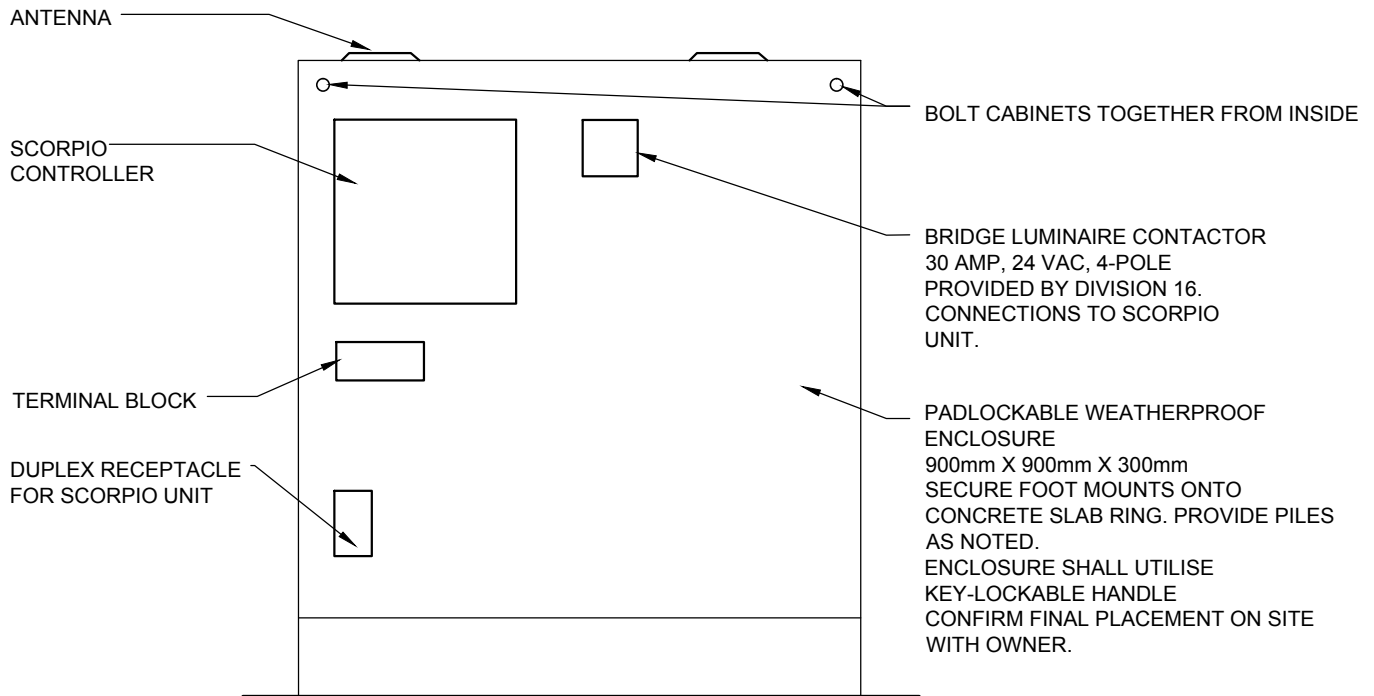 ANTENNA
SCORPIO
CONTROLLER
TERMINAL BLOCK
DUPLEX RECEPTACLE
FOR SCORPIO UNIT
BOLT CABINETS TOGETHER FROM INSIDE
BRIDGE LUMINAIRE CONTACTOR
30 AMP, 24 VAC, 4-POLE
PROVIDED BY DIVISION 16.
CONNECTIONS TO SCORPIO
UNIT.
PADLOCKABLE WEATHERPROOF
ENCLOSURE
900mm X 900mm X 300mm
SECURE FOOT MOUNTS ONTO
CONCRETE SLAB RING. PROVIDE PILES
AS NOTED.
ENCLOSURE SHALL UTILISE
KEY-LOCKABLE HANDLE
CONFIRM FINAL PLACEMENT ON SITE
WITH OWNER.